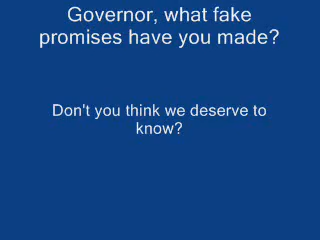 Governor, what fake
promises have you made?
Don't you think we deserve to
know?